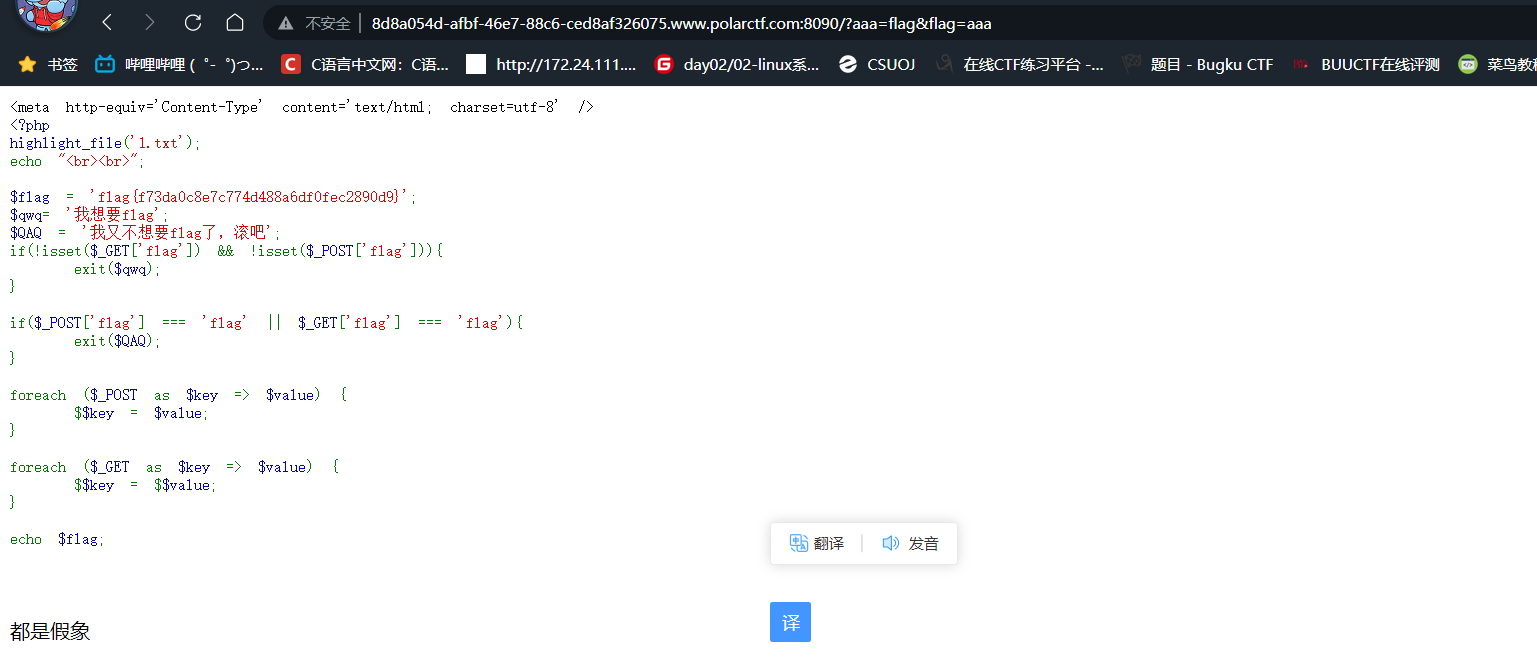 不安全 8d8a054d-afbf-46e7-88c6-ced8af326075.www.polarctf.com:8090/?aaa=flag&flag=aaa
书签 哔哩哔哩 ( ゜- ゜)つ... C语言中文网：C语... http://172.24.111.... day02/02-linux系... CSUOJ 在线CTF练习平台 -... 题目 - Bugku CTF BUUCTF在线评测 菜鸟教程
<meta http-equiv='Content-Type' content='text/html; charset=utf-8' />
<?php
highlight_file('1.txt');
echo "<br><br>";
$flag = 'flag{f73da0c8e7c774d488a6df0fec2890d9}';
$qwq= '我想要flag';
$QAQ = '我又不想要flag了，滚吧';
if(!isset($_GET['flag']) && !isset($_POST['flag'])){
exit($qwq);
}
if($_POST['flag'] === 'flag' || $_GET['flag'] === 'flag'){
exit($QAQ);
}
foreach ($_POST as $key => $value) {
$$key = $value;
}
foreach ($_GET as $key => $value) {
$$key = $$value;
}
echo $flag;
翻译 发音
译
都是假象